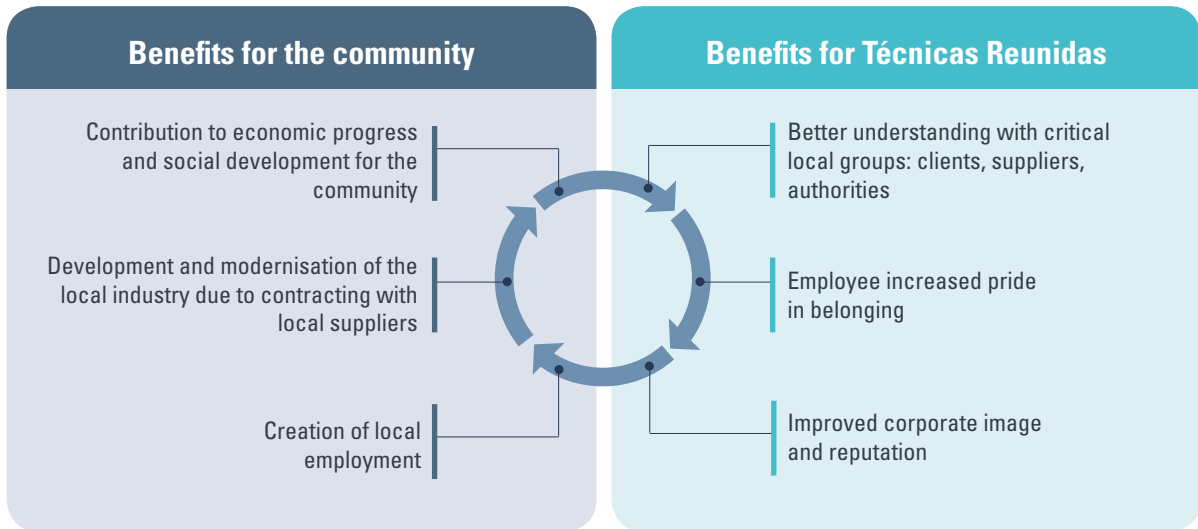 Benefits for the community
Contribution to economic progress
and social development for the
community
Development and modernisation of the
local industry due to contracting with
local suppliers
Creation of local
employment
Benefits for Técnicas Reunidas
Better understanding with critical
local groups: clients, suppliers,
authorities
Employee increased pride
in belonging
Improved corporate image
and reputation